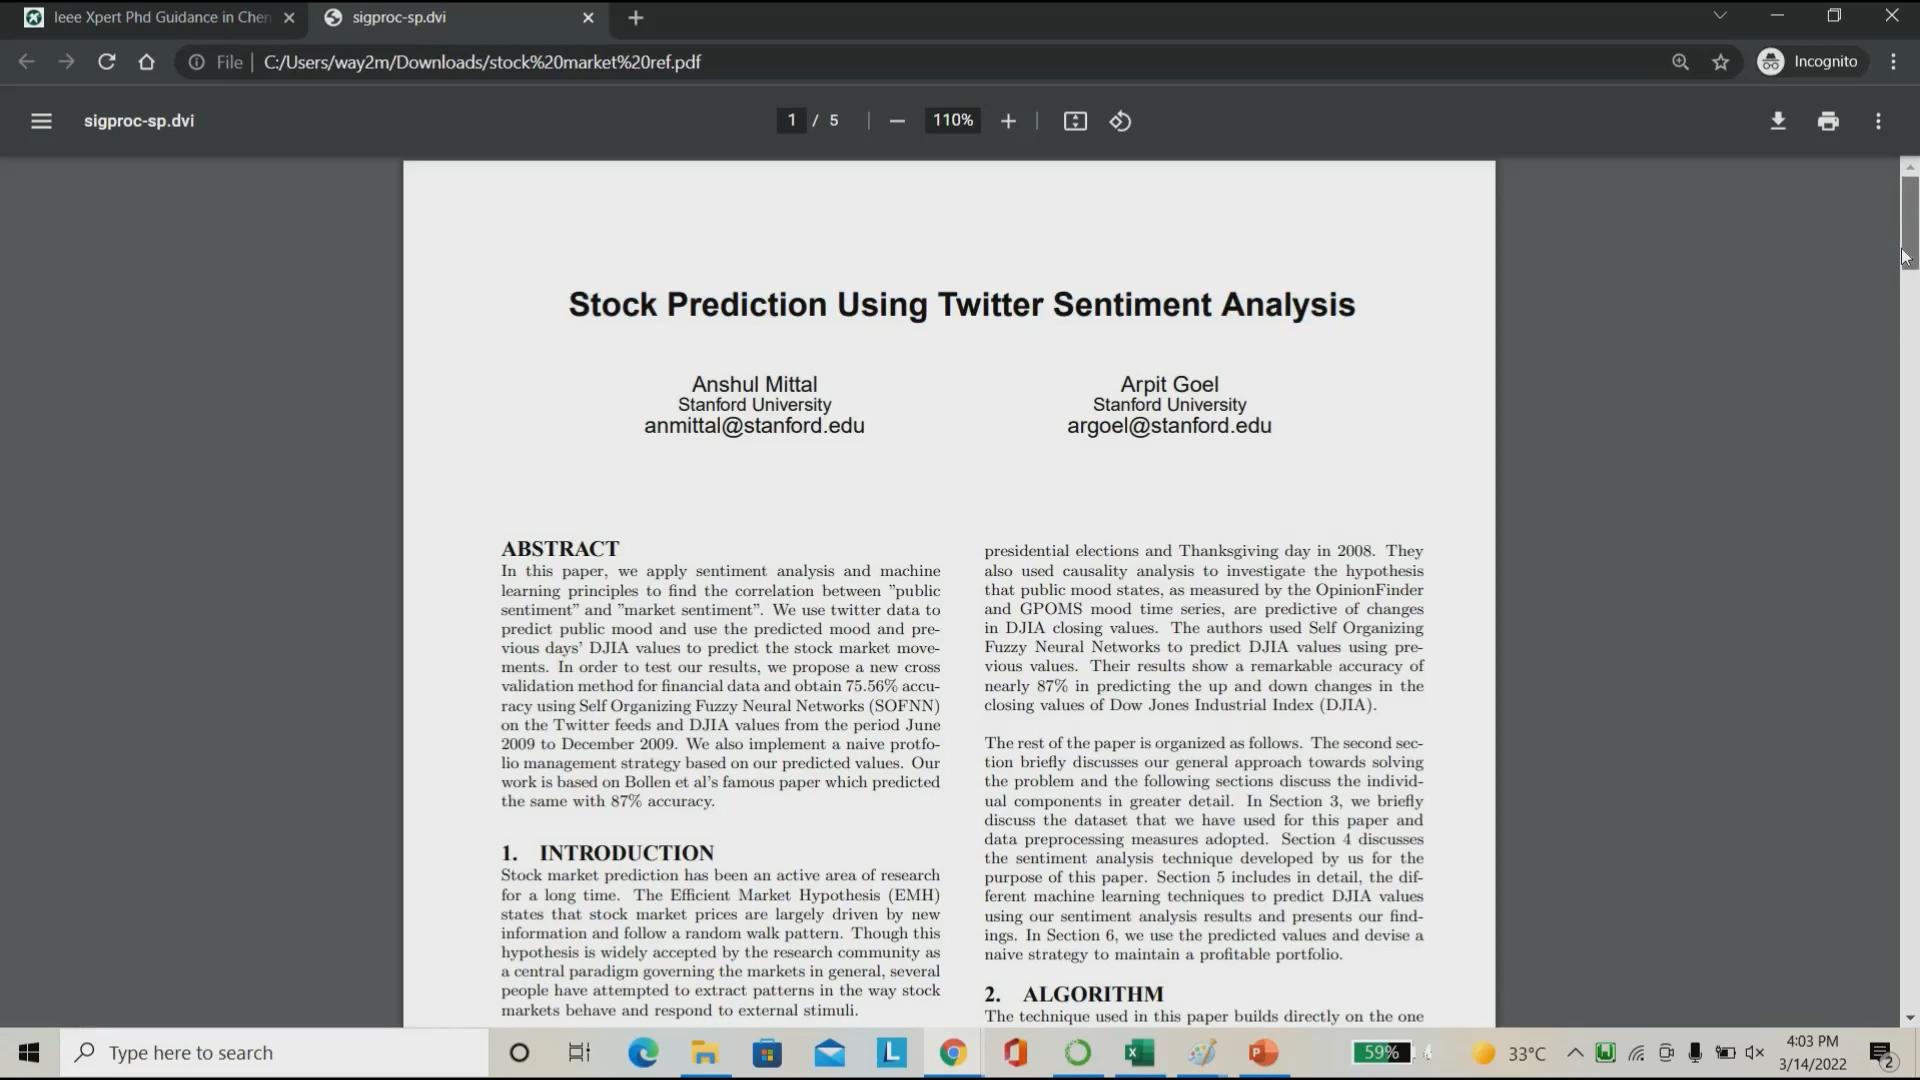 Ieee Xpert Phd Guidance in Chen
sigproc-sp.dvi
File
C:/Users/way2m/Downloads/stock%20market%20ref.pdf
Incognito
sigproc-sp.dvi
1 / 5
110%
Stock Prediction Using Twitter Sentiment Analysis
Anshul Mittal
Stanford University
anmittal@stanford.edu
Arpit Goel
Stanford University
argoel@stanford.edu
ABSTRACT
In this paper, we apply sentiment analysis and machine
learning principles to find the correlation between ”public
sentiment” and ”market sentiment”. We use twitter data to
predict public mood and use the predicted mood and pre-
vious days’ DJIA values to predict the stock market move-
ments. In order to test our results, we propose a new cross
validation method for financial data and obtain 75.56% accu-
racy using Self Organizing Fuzzy Neural Networks (SOFNN)
on the Twitter feeds and DJIA values from the period June
2009 to December 2009. We also implement a naive protfo-
lio management strategy based on our predicted values. Our
work is based on Bollen et al’s famous paper which predicted
the same with 87% accuracy.
1. INTRODUCTION
Stock market prediction has been an active area of research
for a long time. The Efficient Market Hypothesis (EMH)
states that stock market prices are largely driven by new
information and follow a random walk pattern. Though this
hypothesis is widely accepted by the research community as
a central paradigm governing the markets in general, several
people have attempted to extract patterns in the way stock
markets behave and respond to external stimuli.
presidential elections and Thanksgiving day in 2008. They
also used causality analysis to investigate the hypothesis
that public mood states, as measured by the OpinionFinder
and GPOMS mood time series, are predictive of changes
in DJIA closing values. The authors used Self Organizing
Fuzzy Neural Networks to predict DJIA values using pre-
vious values. Their results show a remarkable accuracy of
nearly 87% in predicting the up and down changes in the
closing values of Dow Jones Industrial Index (DJIA).
The rest of the paper is organized as follows. The second sec-
tion briefly discusses our general approach towards solving
the problem and the following sections discuss the individ-
ual components in greater detail. In Section 3, we briefly
discuss the dataset that we have used for this paper and
data preprocessing measures adopted. Section 4 discusses
the sentiment analysis technique developed by us for the
purpose of this paper. Section 5 includes in detail, the dif-
ferent machine learning techniques to predict DJIA values
using our sentiment analysis results and presents our find-
ings. In Section 6, we use the predicted values and devise a
naive strategy to maintain a profitable portfolio.
2. ALGORITHM
The technique used in this paper builds directly on the one
Type here to search
59%
33°C
4:03 PM
3/14/2022
2